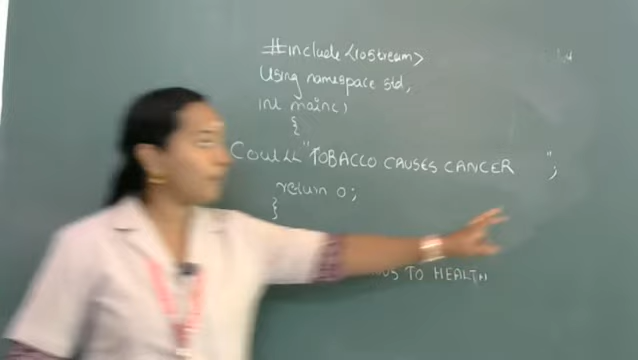 #include <iostream>
Using namespace std;
int main()
{
Cout<< "TOBACCO CAUSES CANCER ";
return 0;
}
TO HEALTH